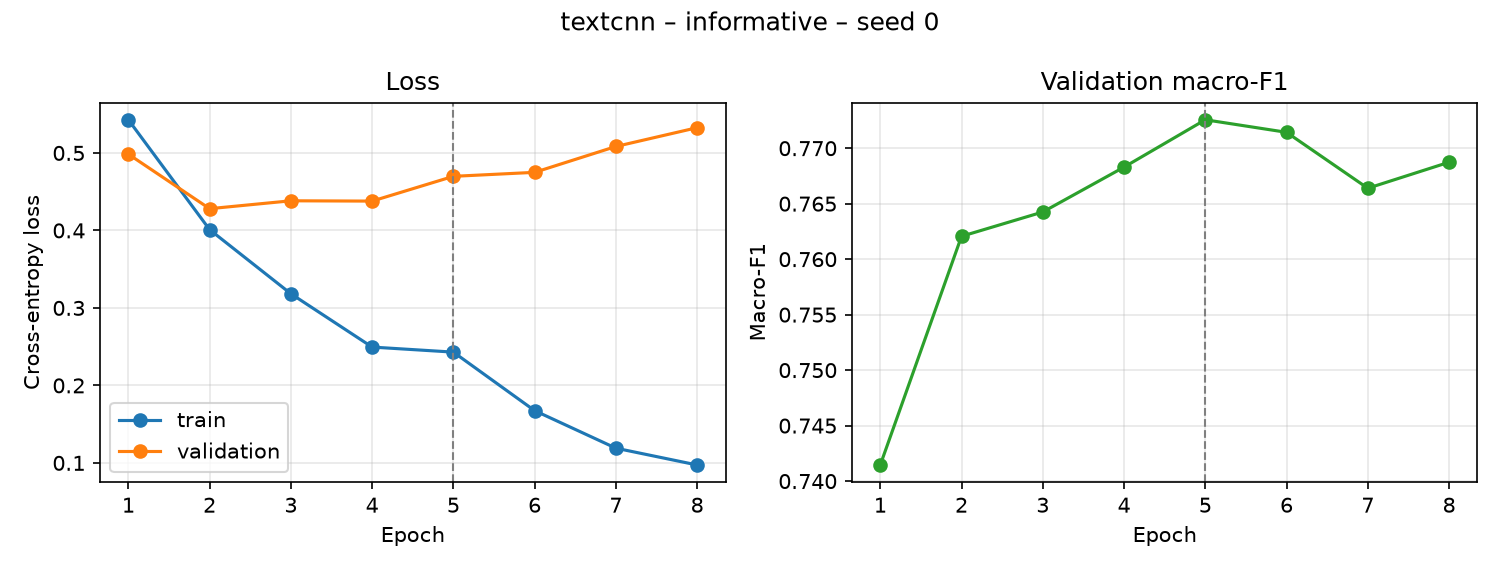 textcnn – informative – seed 0
Loss
Cross-entropy loss
0.5
0.4
0.3
0.2
0.1
train
validation
1 2 3 4 5 6 7 8
Epoch
Validation macro-F1
Macro-F1
0.770
0.765
0.760
0.755
0.750
0.745
0.740
1 2 3 4 5 6 7 8
Epoch